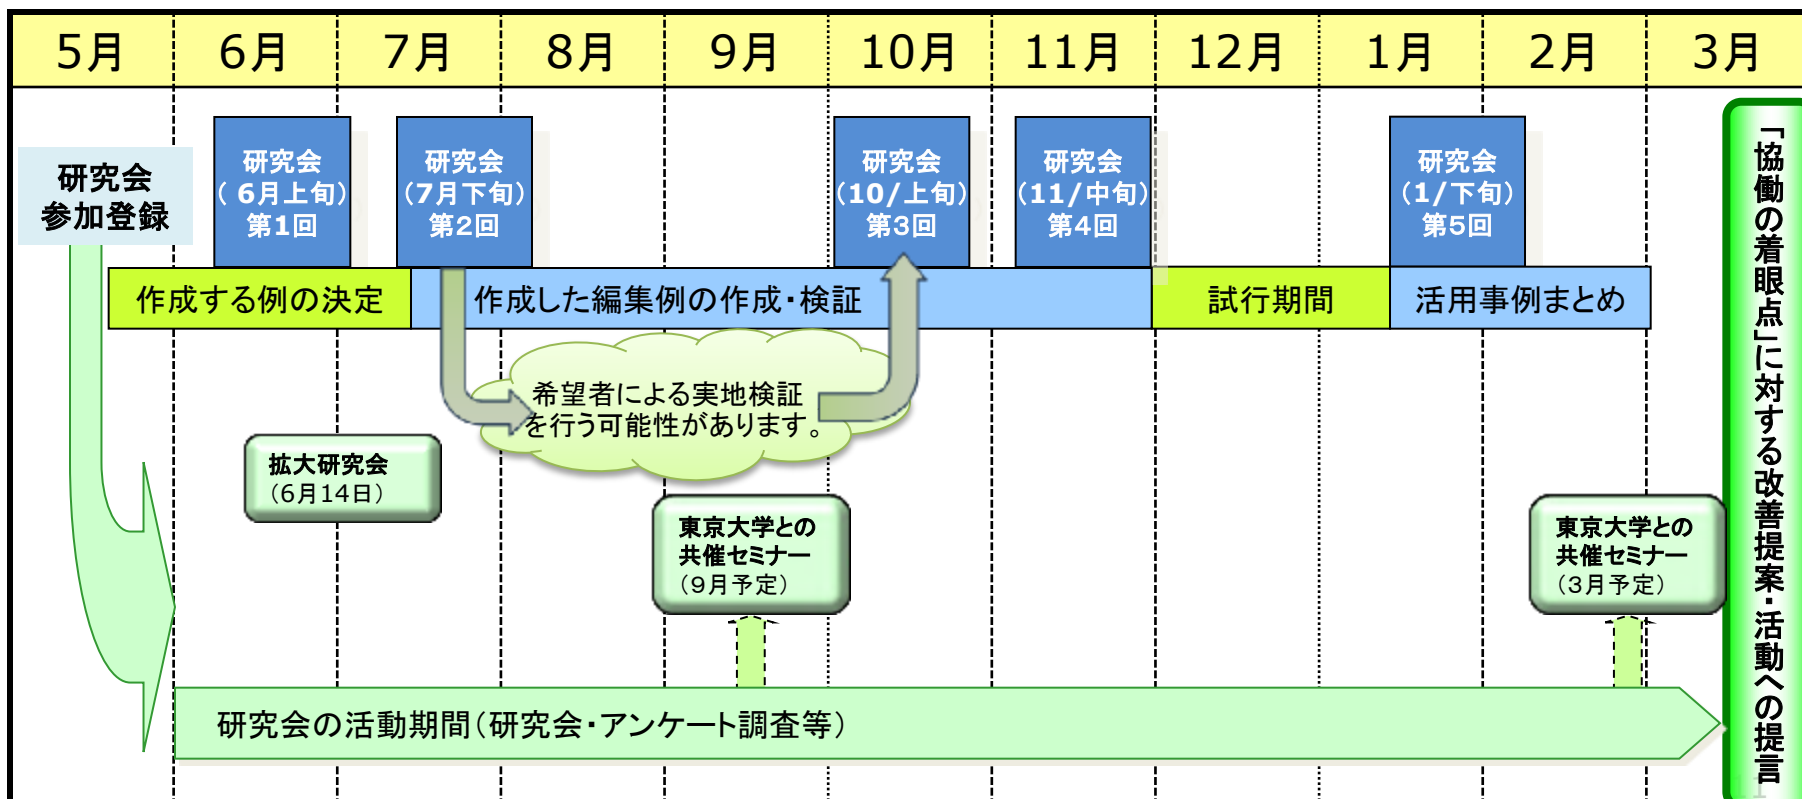 5月 6月 7月 8月 9月 10月 11月 12月 1月 2月 3月
研究会
参加登録
研究会
（ 6月上旬）
第1回
研究会
（7月下旬）
第2回
研究会
（10/上旬）
第3回
研究会
（11/中旬）
第4回
研究会
（1/下旬）
第5回
作成する例の決定
作成した編集例の作成・検証
試行期間
活用事例まとめ
希望者による実地検証
を行う可能性があります。
拡大研究会
（6月14日）
東京大学との
共催セミナー
（9月予定）
東京大学との
共催セミナー
（3月予定）
研究会の活動期間（研究会・アンケート調査等）
「協働の着眼点」に対する改善提案・活動への提言